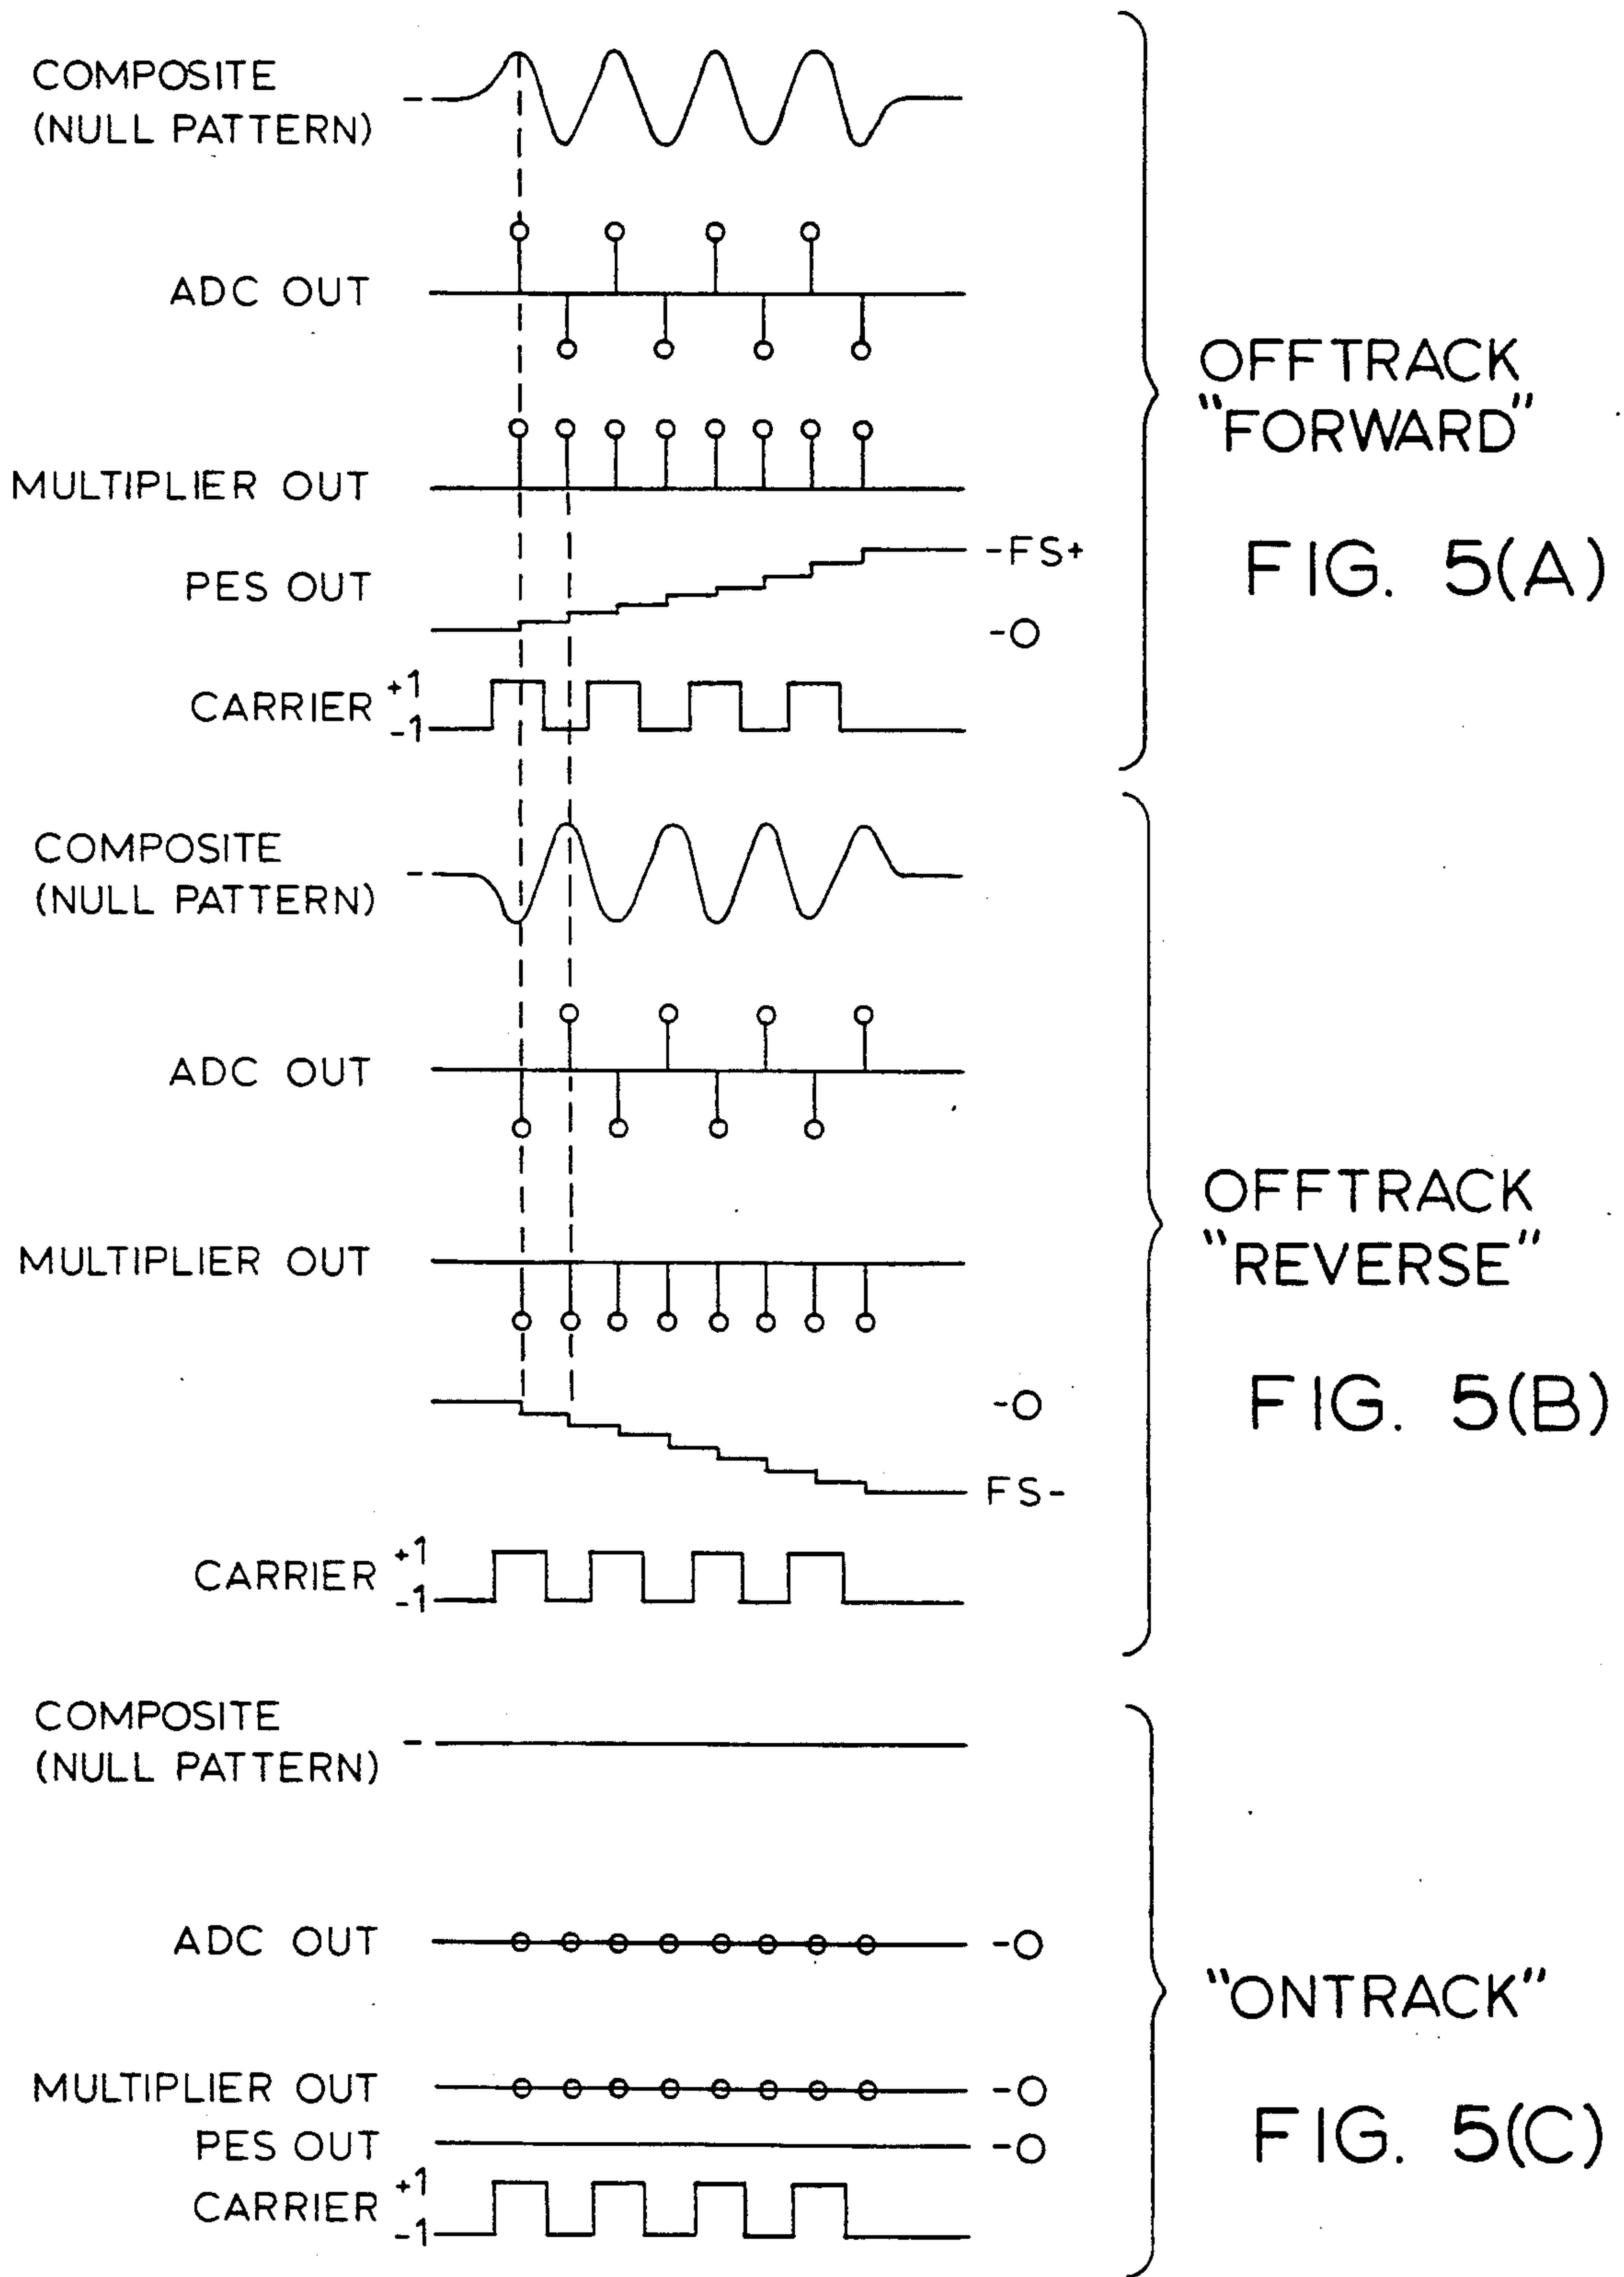 COMPOSITE
(NULL PATTERN)
-
ADC OUT
MULTIPLIER OUT
PES OUT
-FS+
-O
CARRIER +1
-1
OFFTRACK
"FORWARD"
FIG. 5(A)
COMPOSITE
(NULL PATTERN)
-
ADC OUT
MULTIPLIER OUT
-O
FS-
CARRIER +1
-1
OFFTRACK
"REVERSE"
FIG. 5(B)
COMPOSITE
(NULL PATTERN)
-
ADC OUT
-O
MULTIPLIER OUT
-O
PES OUT
-O
CARRIER +1
-1
"ONTRACK"
FIG. 5(C)